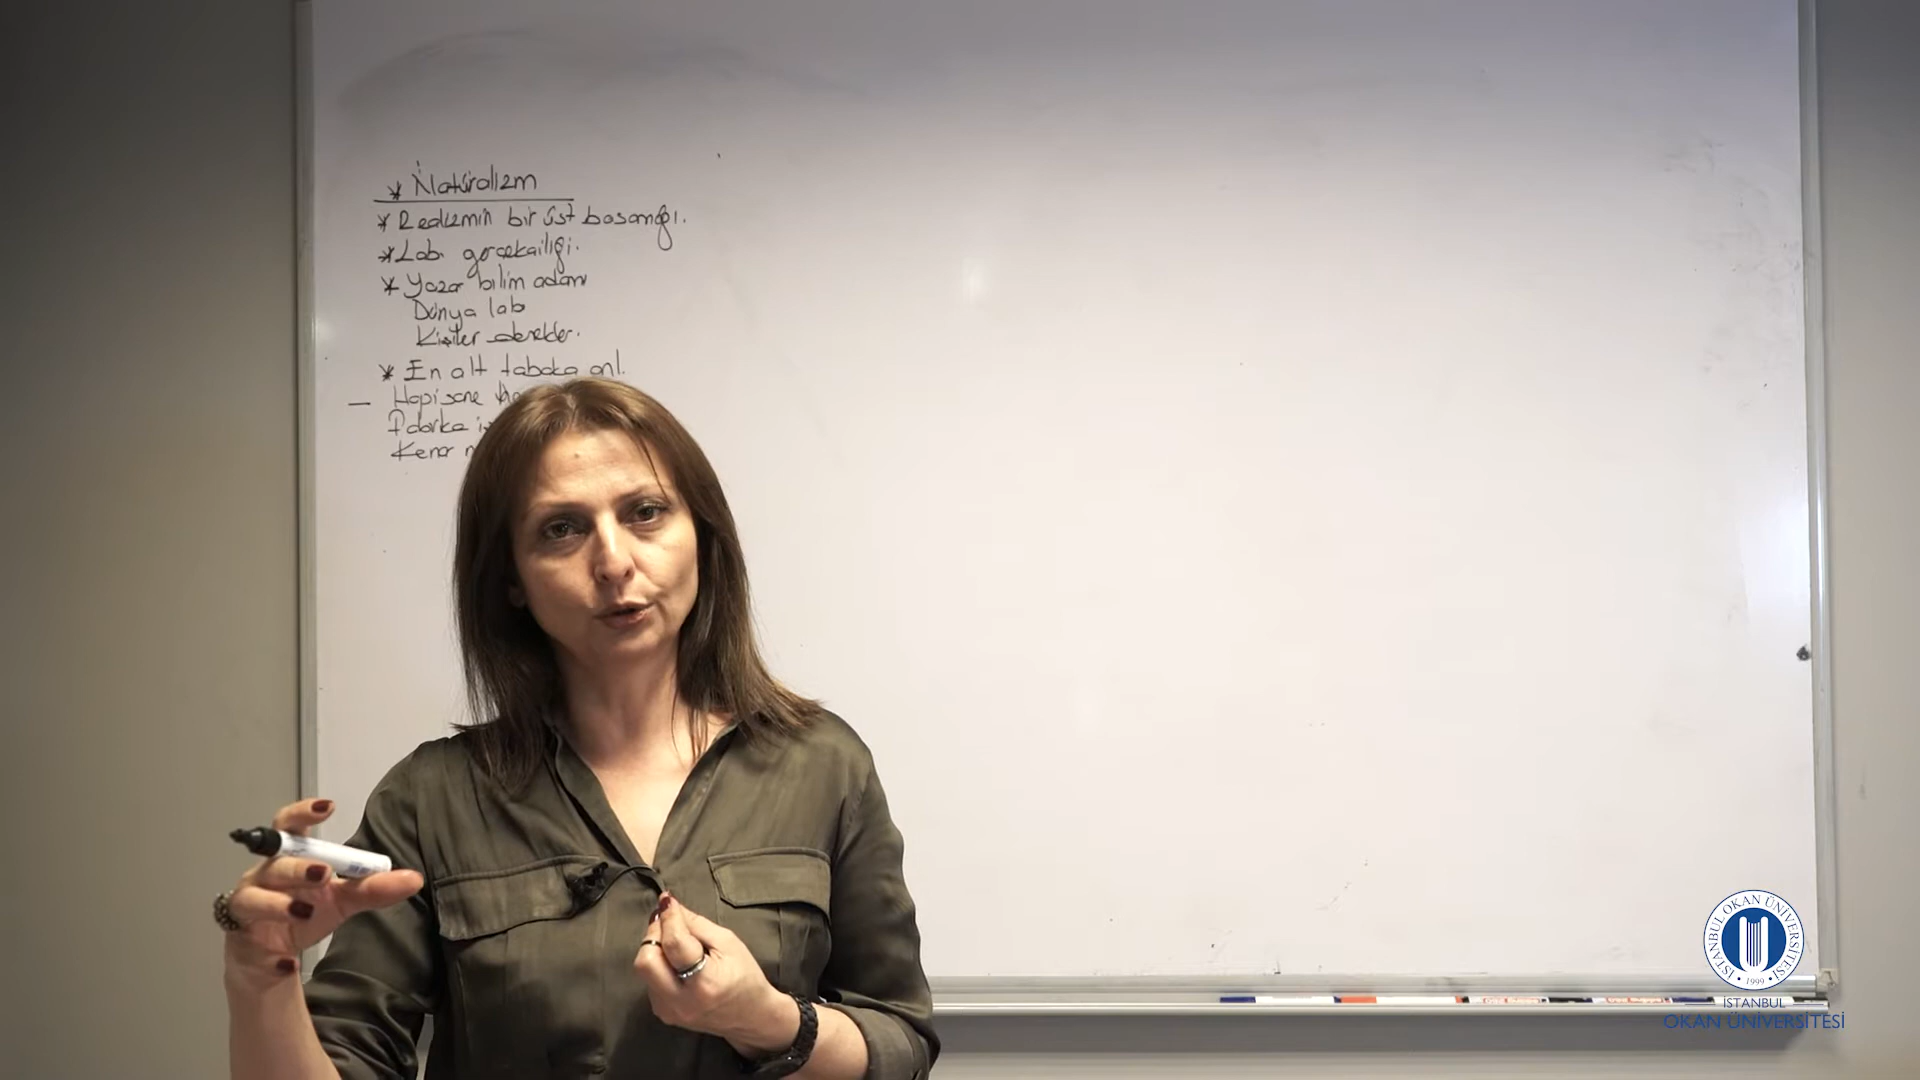 * Natüralizm
* Realizmin bir üst basamağı.
* Lab. gerçekçiliği.
* Yazar bilim adamı
Dünya lab
Kişiler denekler.
* En alt tabaka anl.
— Hapisane
Fabrika
Kenar
İSTANBUL OKAN ÜNİVERSİTESİ
1999
İSTANBUL
OKAN ÜNİVERSİTESİ